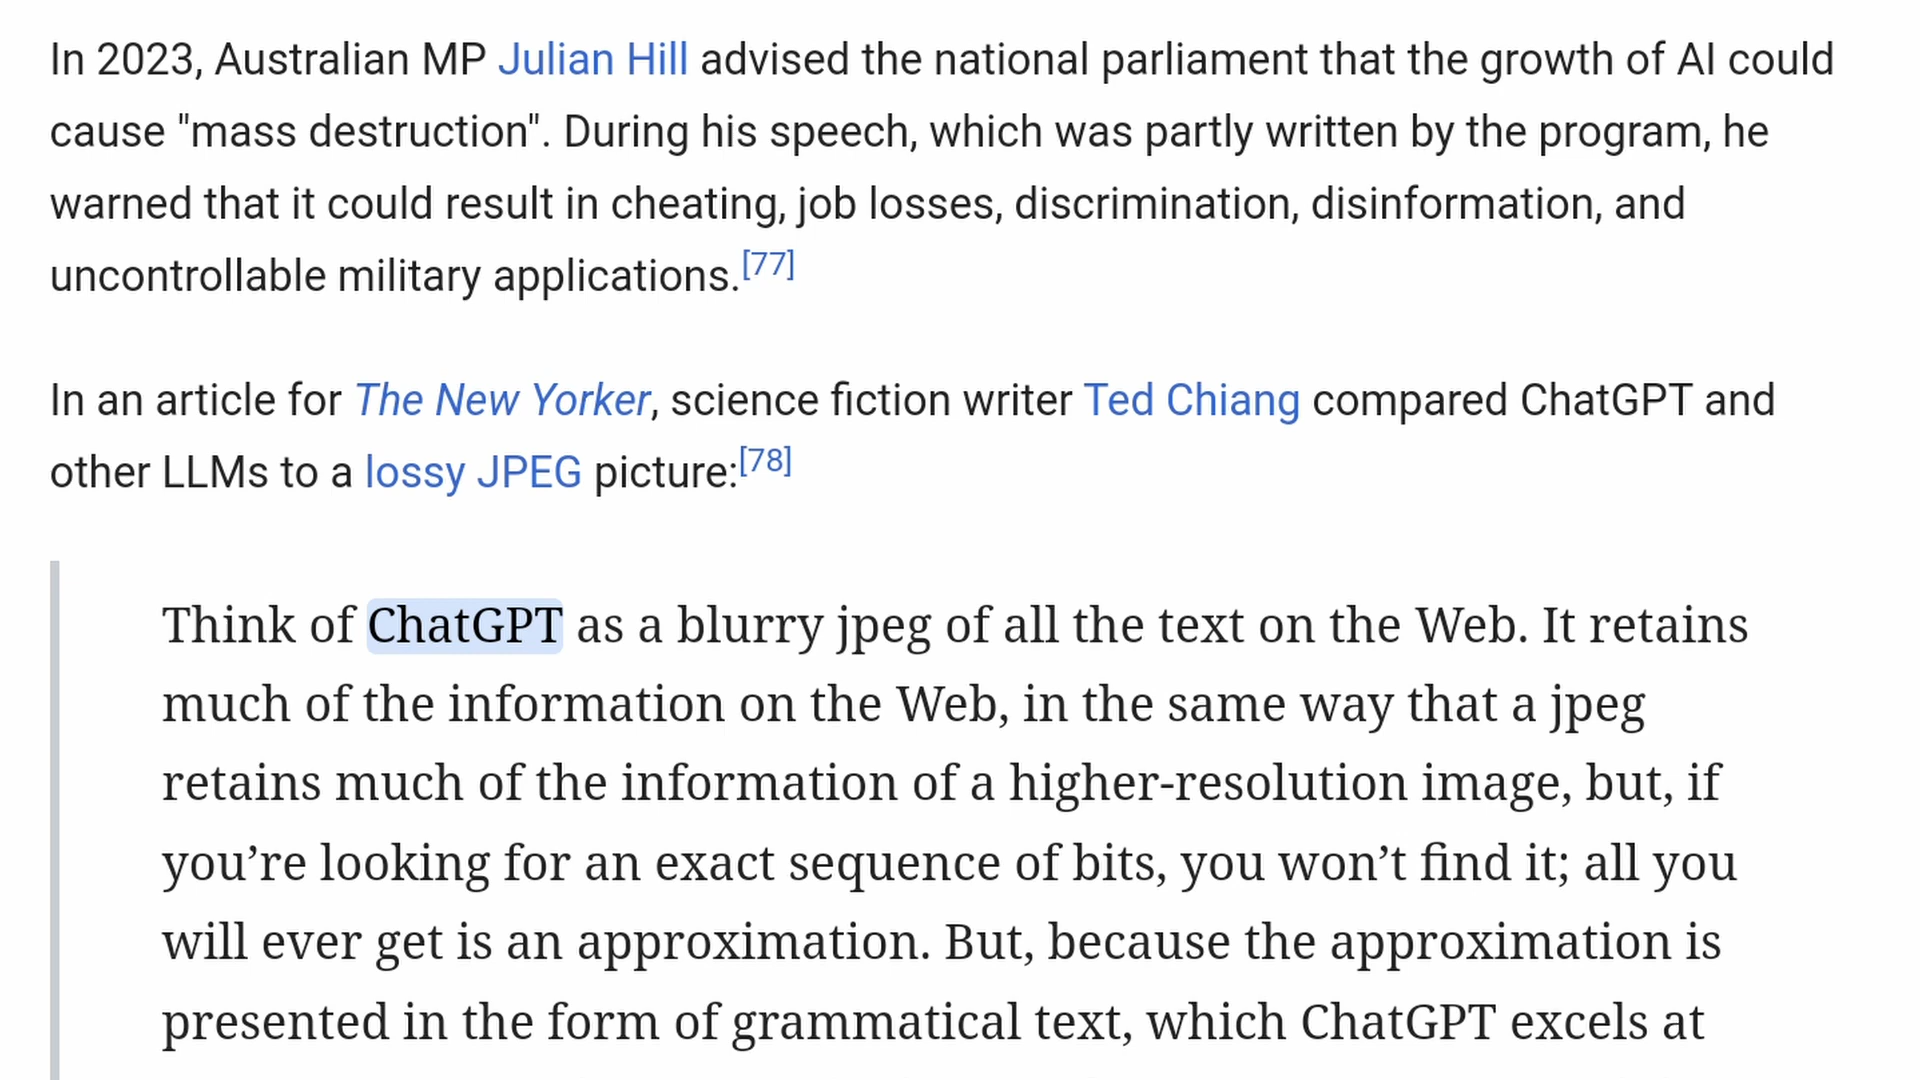 In 2023, Australian MP Julian Hill advised the national parliament that the growth of AI could
cause "mass destruction". During his speech, which was partly written by the program, he
warned that it could result in cheating, job losses, discrimination, disinformation, and
uncontrollable military applications.[77]
In an article for The New Yorker, science fiction writer Ted Chiang compared ChatGPT and
other LLMs to a lossy JPEG picture:[78]
Think of ChatGPT as a blurry jpeg of all the text on the Web. It retains
much of the information on the Web, in the same way that a jpeg
retains much of the information of a higher-resolution image, but, if
you’re looking for an exact sequence of bits, you won’t find it; all you
will ever get is an approximation. But, because the approximation is
presented in the form of grammatical text, which ChatGPT excels at